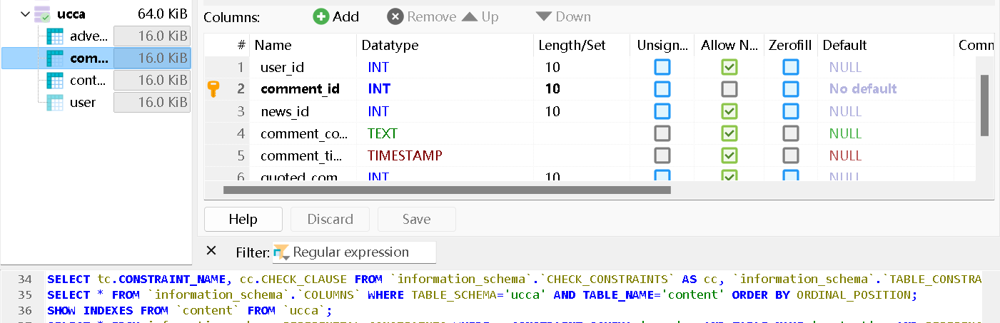 ucca 64.0 KiB
adve... 16.0 KiB
com... 16.0 KiB
cont... 16.0 KiB
user 16.0 KiB
Columns: Add Remove Up Down
# Name Datatype Length/Set Unsign... Allow N... Zerofill Default Comm
1 user_id INT 10 NULL
2 comment_id INT 10 No default
3 news_id INT 10 NULL
4 comment_co... TEXT NULL
5 comment_ti... TIMESTAMP NULL
6 quoted_com INT 10 NULL
Help Discard Save
Filter: Regular expression
34 SELECT tc.CONSTRAINT_NAME, cc.CHECK_CLAUSE FROM `information_schema`.`CHECK_CONSTRAINTS` AS cc, `information_schema`.`TABLE_CONSTRA
35 SELECT * FROM `information_schema`.`COLUMNS` WHERE TABLE_SCHEMA='ucca' AND TABLE_NAME='content' ORDER BY ORDINAL_POSITION;
36 SHOW INDEXES FROM `content` FROM `ucca`;